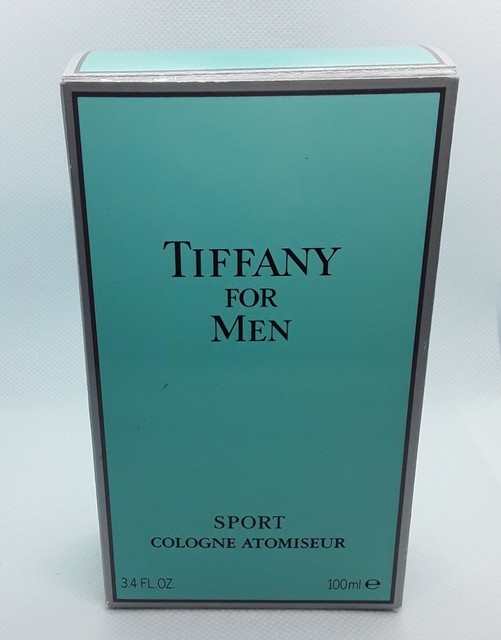 TIFFANY
FOR
MEN
SPORT
COLOGNE ATOMISEUR
3.4 FL.OZ. 100ml ℮